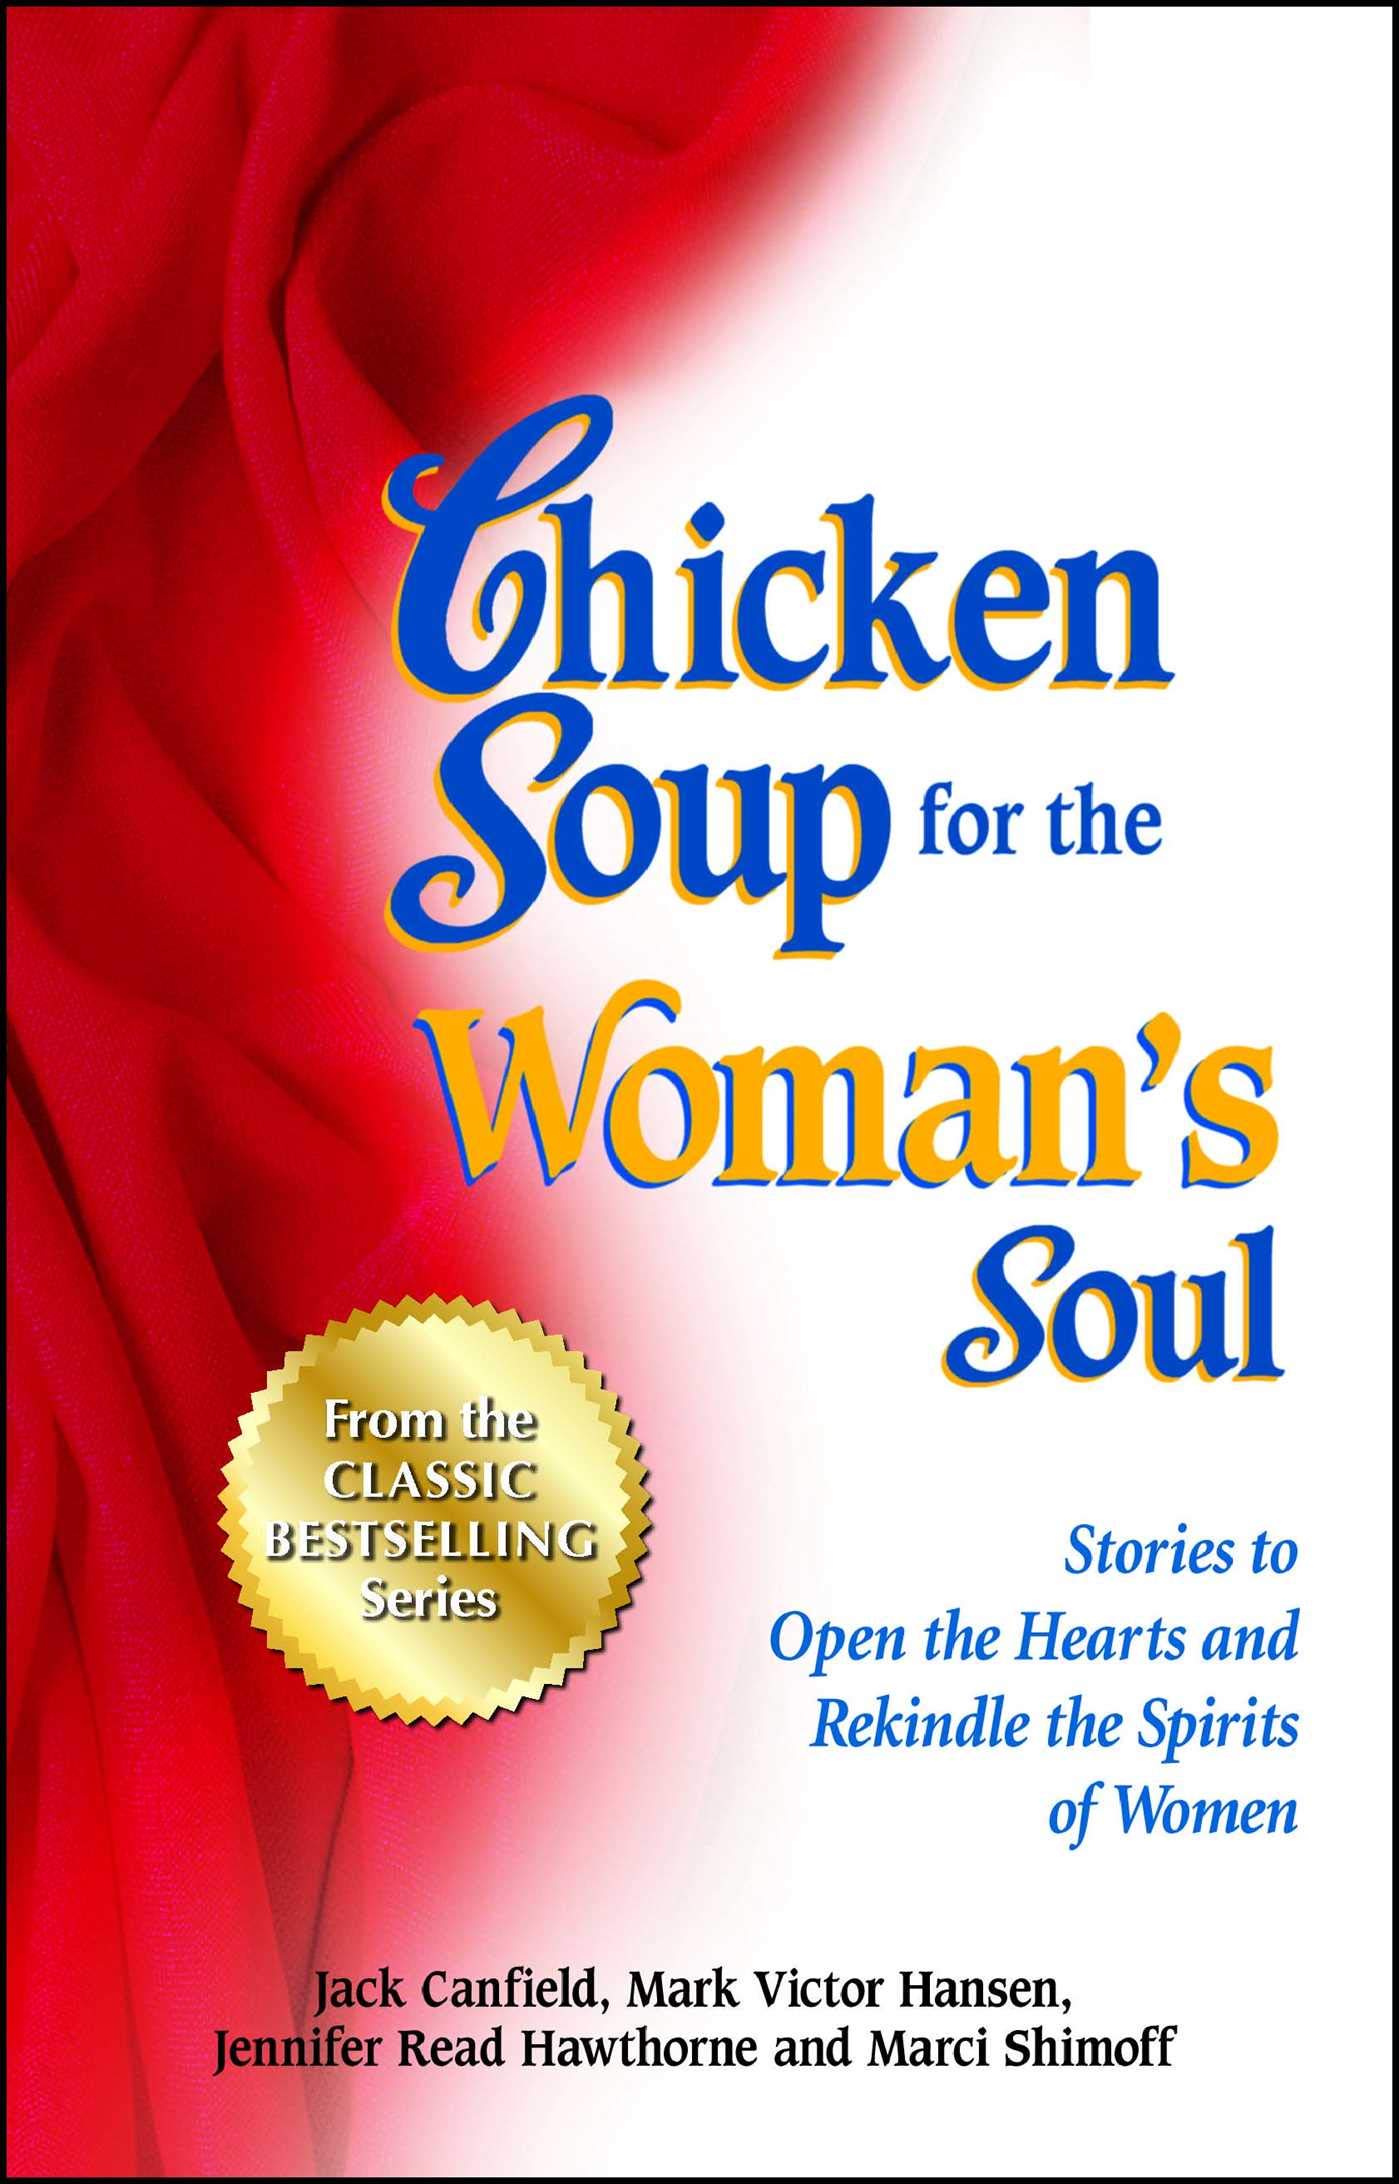 Chicken
Soup for the
Woman's
Soul
From the
CLASSIC
BESTSELLING
Series
Stories to
Open the Hearts and
Rekindle the Spirits
of Women
Jack Canfield, Mark Victor Hansen,
Jennifer Read Hawthorne and Marci Shimoff